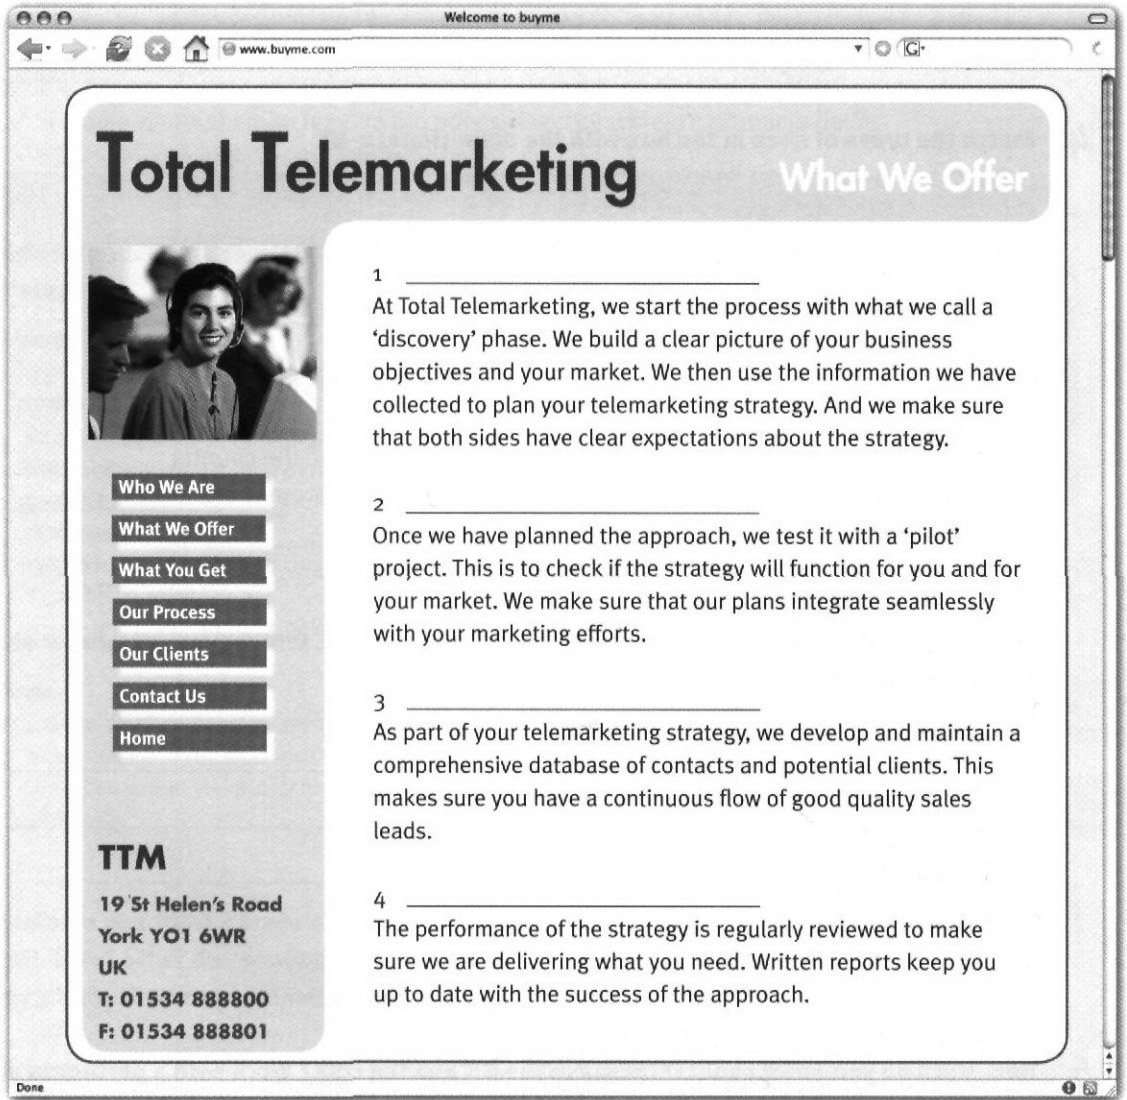 Welcome to buyme
www.buyme.com
G
Total Telemarketing
What We Offer
1
At Total Telemarketing, we start the process with what we call a
‘discovery’ phase. We build a clear picture of your business
objectives and your market. We then use the information we have
collected to plan your telemarketing strategy. And we make sure
that both sides have clear expectations about the strategy.
2
Once we have planned the approach, we test it with a ‘pilot’
project. This is to check if the strategy will function for you and for
your market. We make sure that our plans integrate seamlessly
with your marketing efforts.
3
As part of your telemarketing strategy, we develop and maintain a
comprehensive database of contacts and potential clients. This
makes sure you have a continuous flow of good quality sales
leads.
4
The performance of the strategy is regularly reviewed to make
sure we are delivering what you need. Written reports keep you
up to date with the success of the approach.
Who We Are
What We Offer
What You Get
Our Process
Our Clients
Contact Us
Home
TTM
19 St Helen’s Road
York YO1 6WR
UK
T: 01534 888800
F: 01534 888801
Done